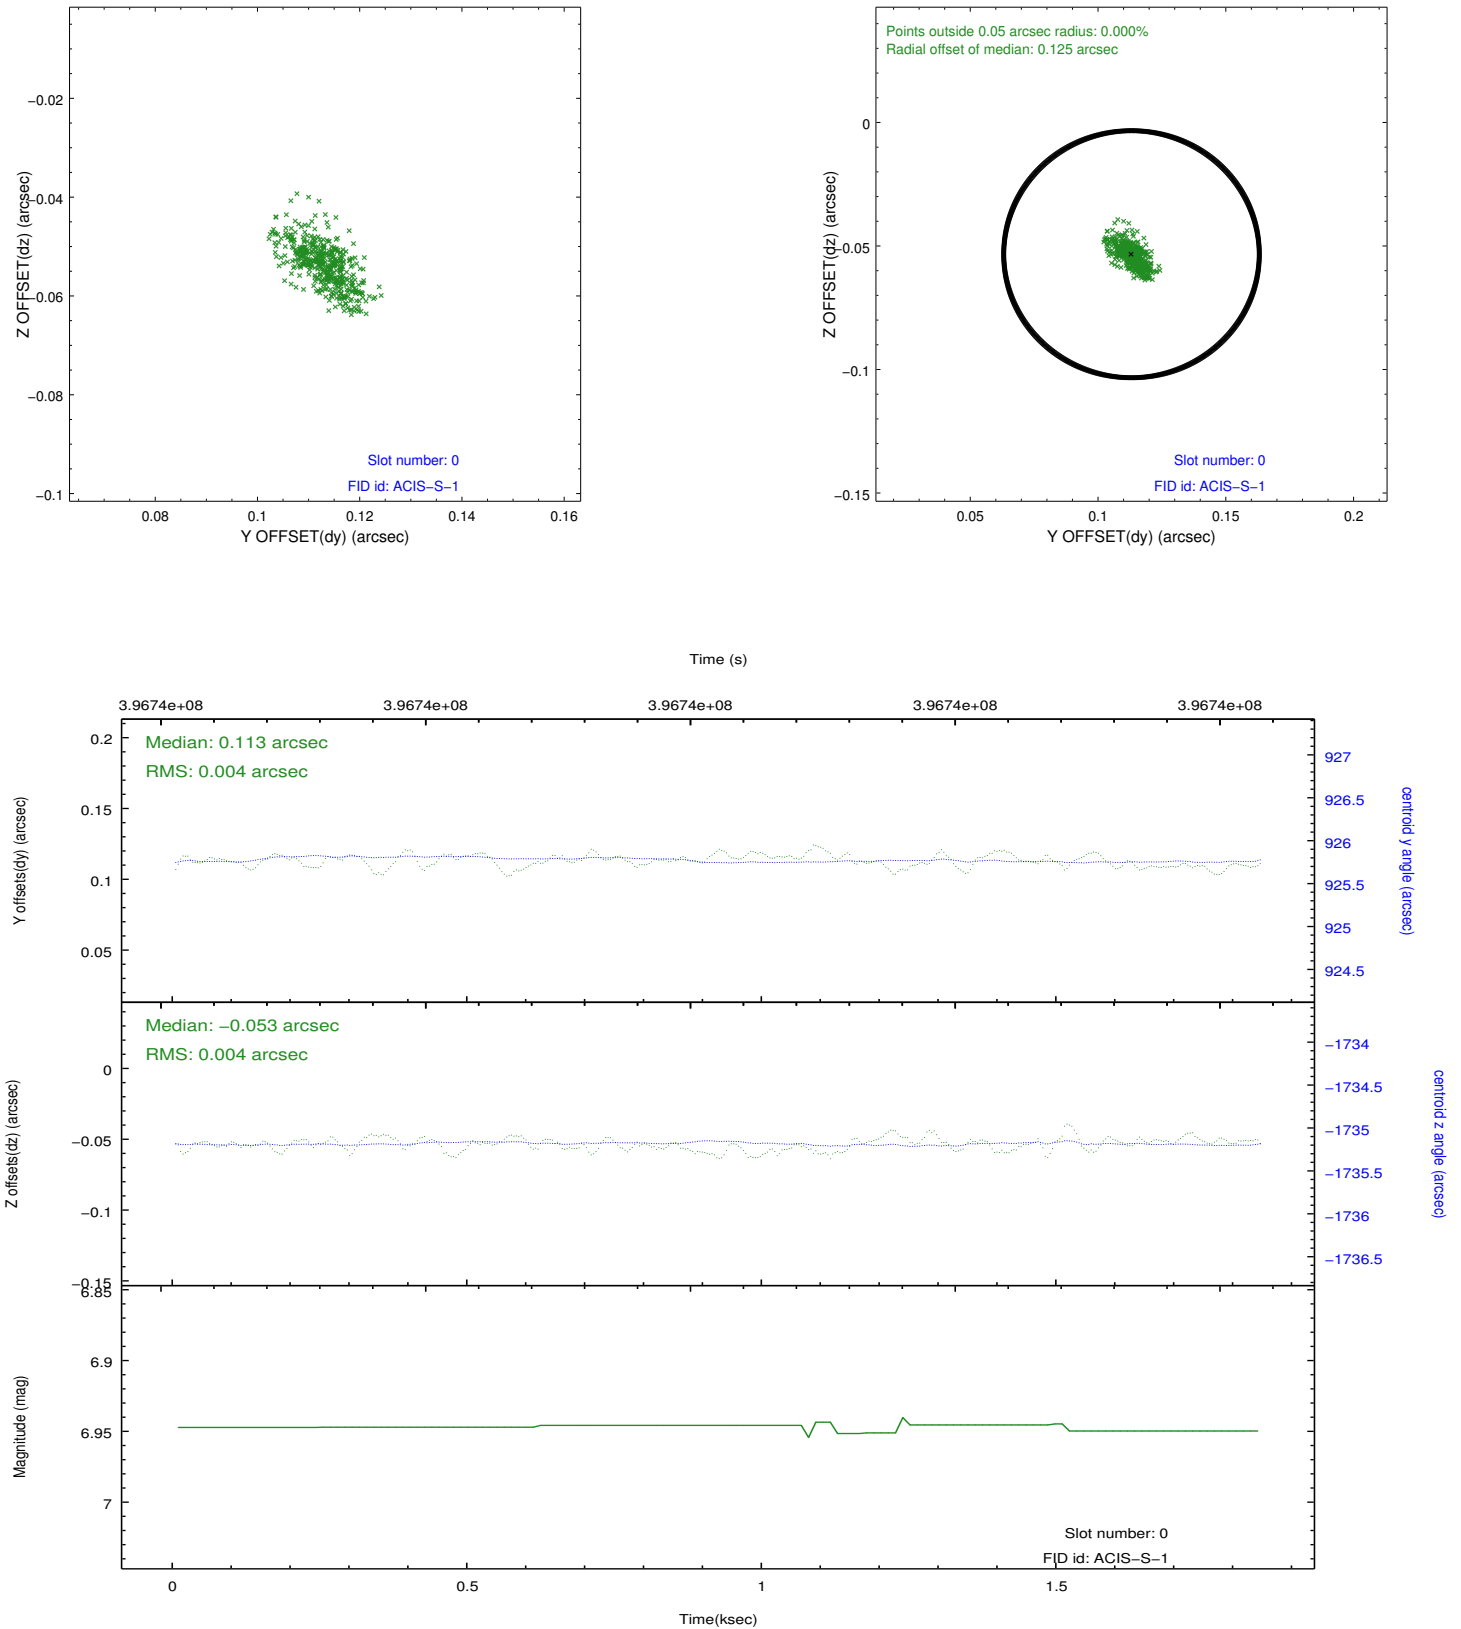 −0.02
−0.04
−0.06
−0.08
−0.1
Z OFFSET(dz) (arcsec)
Slot number: 0
FID id: ACIS−S−1
0.08 0.1 0.12 0.14 0.16
Y OFFSET(dy) (arcsec)
Points outside 0.05 arcsec radius: 0.000%
Radial offset of median: 0.125 arcsec
0
−0.05
−0.1
−0.15
Z OFFSET(dz) (arcsec)
Slot number: 0
FID id: ACIS−S−1
0.05 0.1 0.15 0.2
Y OFFSET(dy) (arcsec)
Time (s)
3.9674e+08 3.9674e+08 3.9674e+08 3.9674e+08 3.9674e+08
Median: 0.113 arcsec
RMS: 0.004 arcsec
0.2
0.15
0.1
0.05
Y offsets(dy) (arcsec)
927
926.5
926
925.5
925
924.5
centroid y angle (arcsec)
Median: −0.053 arcsec
RMS: 0.004 arcsec
0
−0.05
−0.1
−0.15
Z offsets(dz) (arcsec)
−1734
−1734.5
−1735
−1735.5
−1736
−1736.5
centroid z angle (arcsec)
6.85
6.9
6.95
7
Magnitude (mag)
Slot number: 0
FID id: ACIS−S−1
0 0.5 1 1.5
Time(ksec)